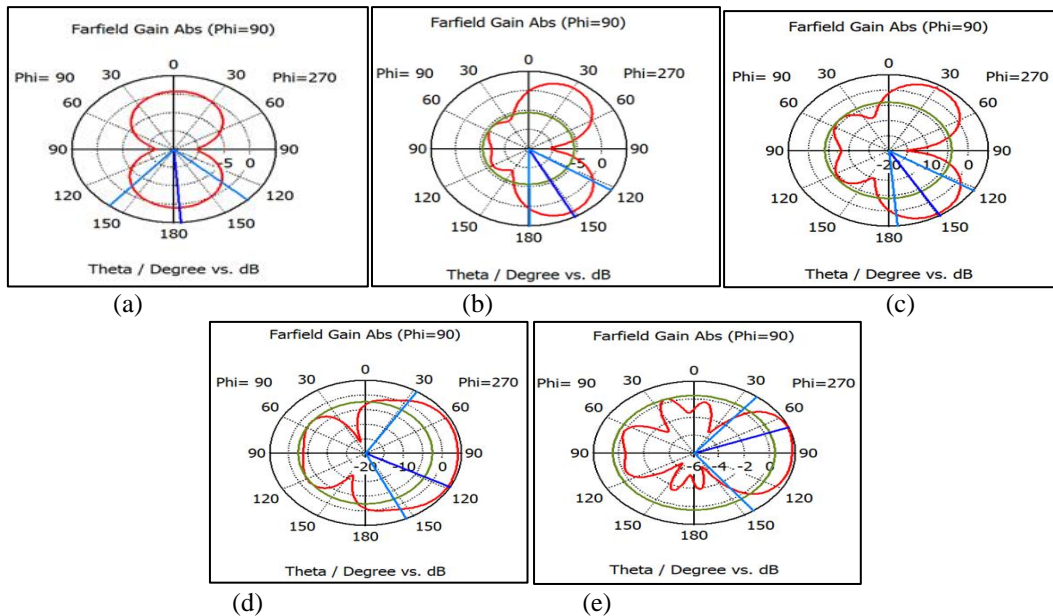 Farfield Gain Abs (Phi=90)
0
Phi= 90 30 30 Phi=270
60 60
90 -5 0 90
120 120
150 150
180
Theta / Degree vs. dB
(a)
Farfield Gain Abs (Phi=90)
0
Phi= 90 30 30 Phi=270
60 60
90 -5 0 90
120 120
150 150
180
Theta / Degree vs. dB
(b)
Farfield Gain Abs (Phi=90)
0
Phi= 90 30 30 Phi=270
60 60
90 -20 -10 0 90
120 120
150 150
180
Theta / Degree vs. dB
(c)
Farfield Gain Abs (Phi=90)
0
Phi= 90 30 30 Phi=270
60 60
90 -20 -10 0 90
120 120
150 150
180
Theta / Degree vs. dB
(d)
Farfield Gain Abs (Phi=90)
0
Phi= 90 30 30 Phi=270
60 60
90 -6 -4 -2 0 90
120 120
150 150
180
Theta / Degree vs. dB
(e)